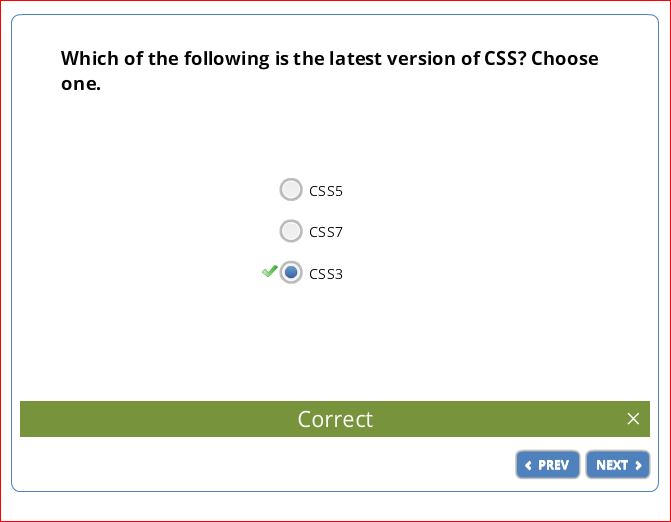 Which of the following is the latest version of CSS? Choose
one.
CSS5
CSS7
CSS3
Correct
PREV
NEXT